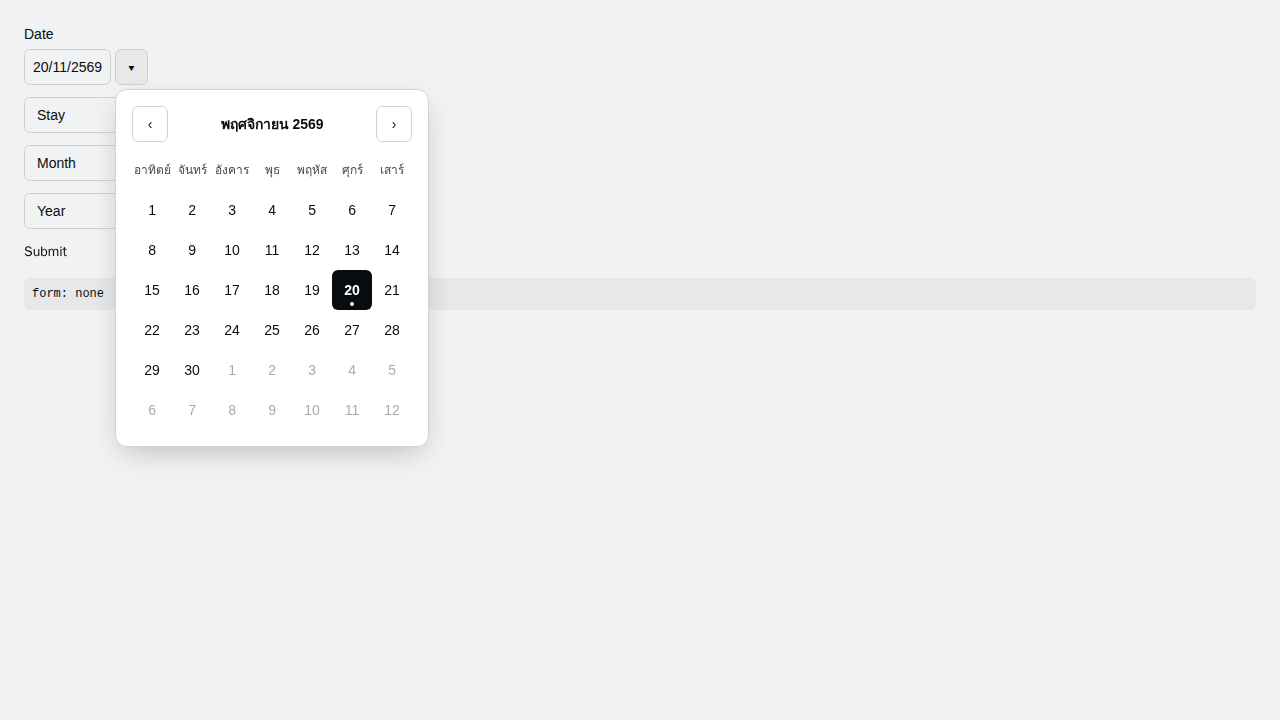 Date
20/11/2569 ▾
Stay
Month
Year
Submit
form: none
‹ พฤศจิกายน 2569 ›
อาทิตย์ จันทร์ อังคาร พุธ พฤหัส ศุกร์ เสาร์
1 2 3 4 5 6 7
8 9 10 11 12 13 14
15 16 17 18 19 20 21
22 23 24 25 26 27 28
29 30 1 2 3 4 5
6 7 8 9 10 11 12